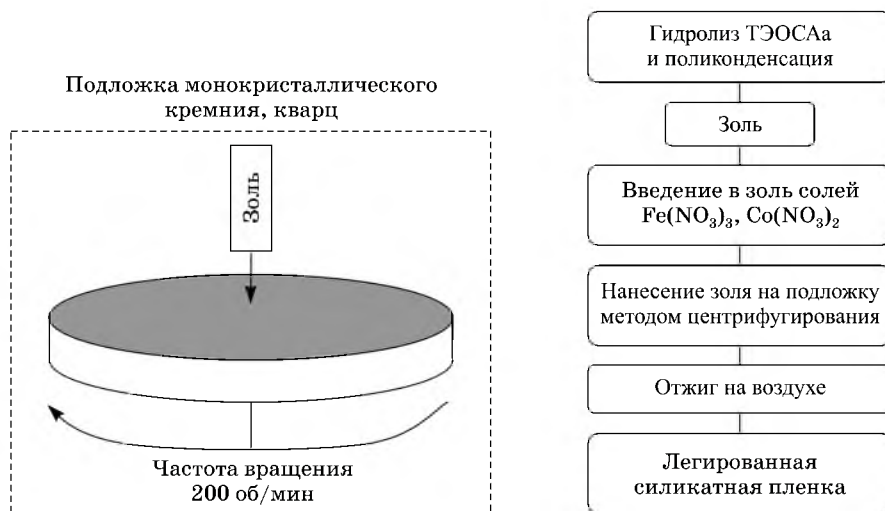 Подложка монокристаллического
кремния, кварц
Золь
Частота вращения
200 об/мин
Гидролиз ТЭОСАа
и поликонденсация
Золь
Введение в золь солей
Fe(NO₃)₃, Co(NO₃)₂
Нанесение золя на подложку
методом центрифугирования
Отжиг на воздухе
Легированная
силикатная пленка